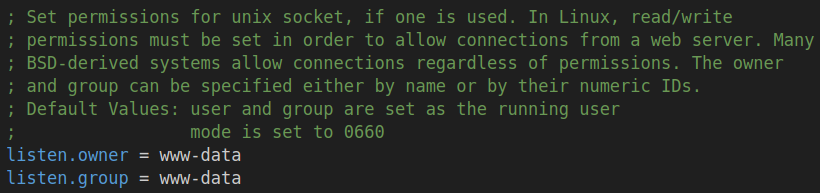 ; Set permissions for unix socket, if one is used. In Linux, read/write
; permissions must be set in order to allow connections from a web server. Many
; BSD-derived systems allow connections regardless of permissions. The owner
; and group can be specified either by name or by their numeric IDs.
; Default Values: user and group are set as the running user
;                 mode is set to 0660
listen.owner = www-data
listen.group = www-data